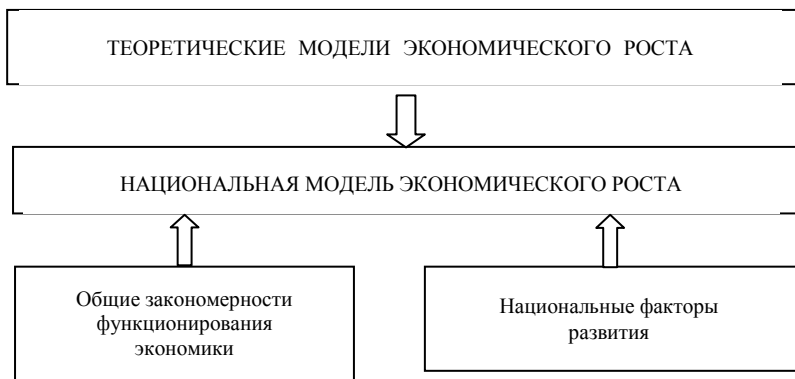 ТЕОРЕТИЧЕСКИЕ МОДЕЛИ ЭКОНОМИЧЕСКОГО РОСТА
НАЦИОНАЛЬНАЯ МОДЕЛЬ ЭКОНОМИЧЕСКОГО РОСТА
Общие закономерности
функционирования
экономики
Национальные факторы
развития